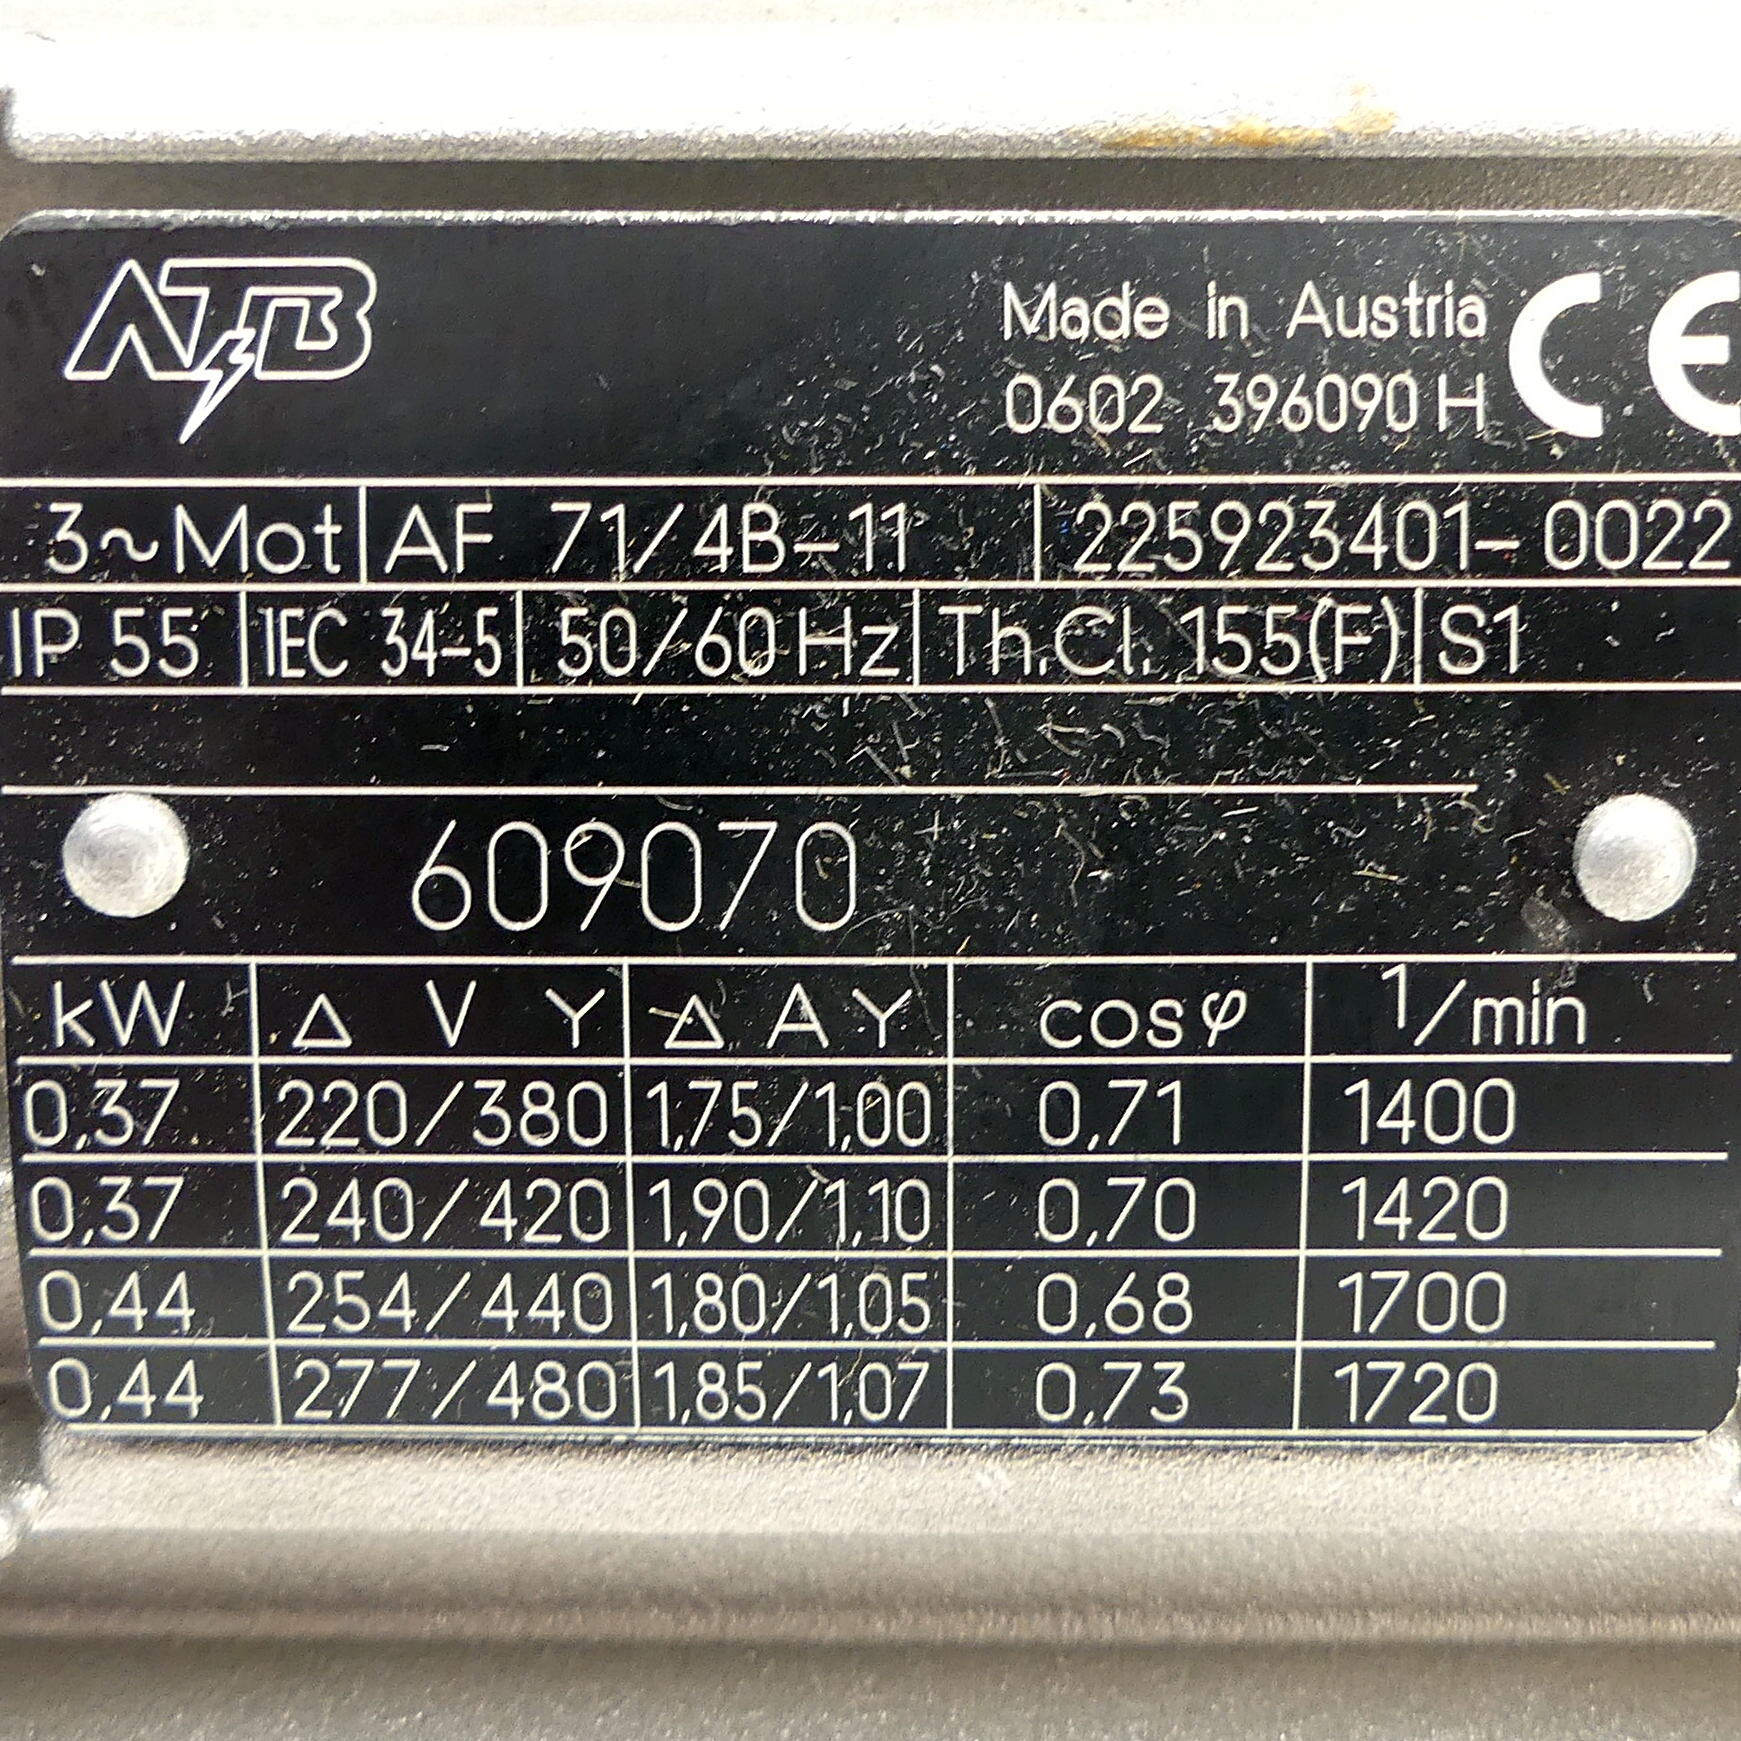 ATB
Made in Austria CE
0602 396090 H
3~Mot AF 71/4B-11 225923401-0022
IP 55 IEC 34-5 50/60 Hz Th.Cl. 155(F) S1
609070
kW Δ V Y Δ A Y cosφ 1/min
0,37 220/380 1,75/1,00 0,71 1400
0,37 240/420 1,90/1,10 0,70 1420
0,44 254/440 1,80/1,05 0,68 1700
0,44 277/480 1,85/1,07 0,73 1720